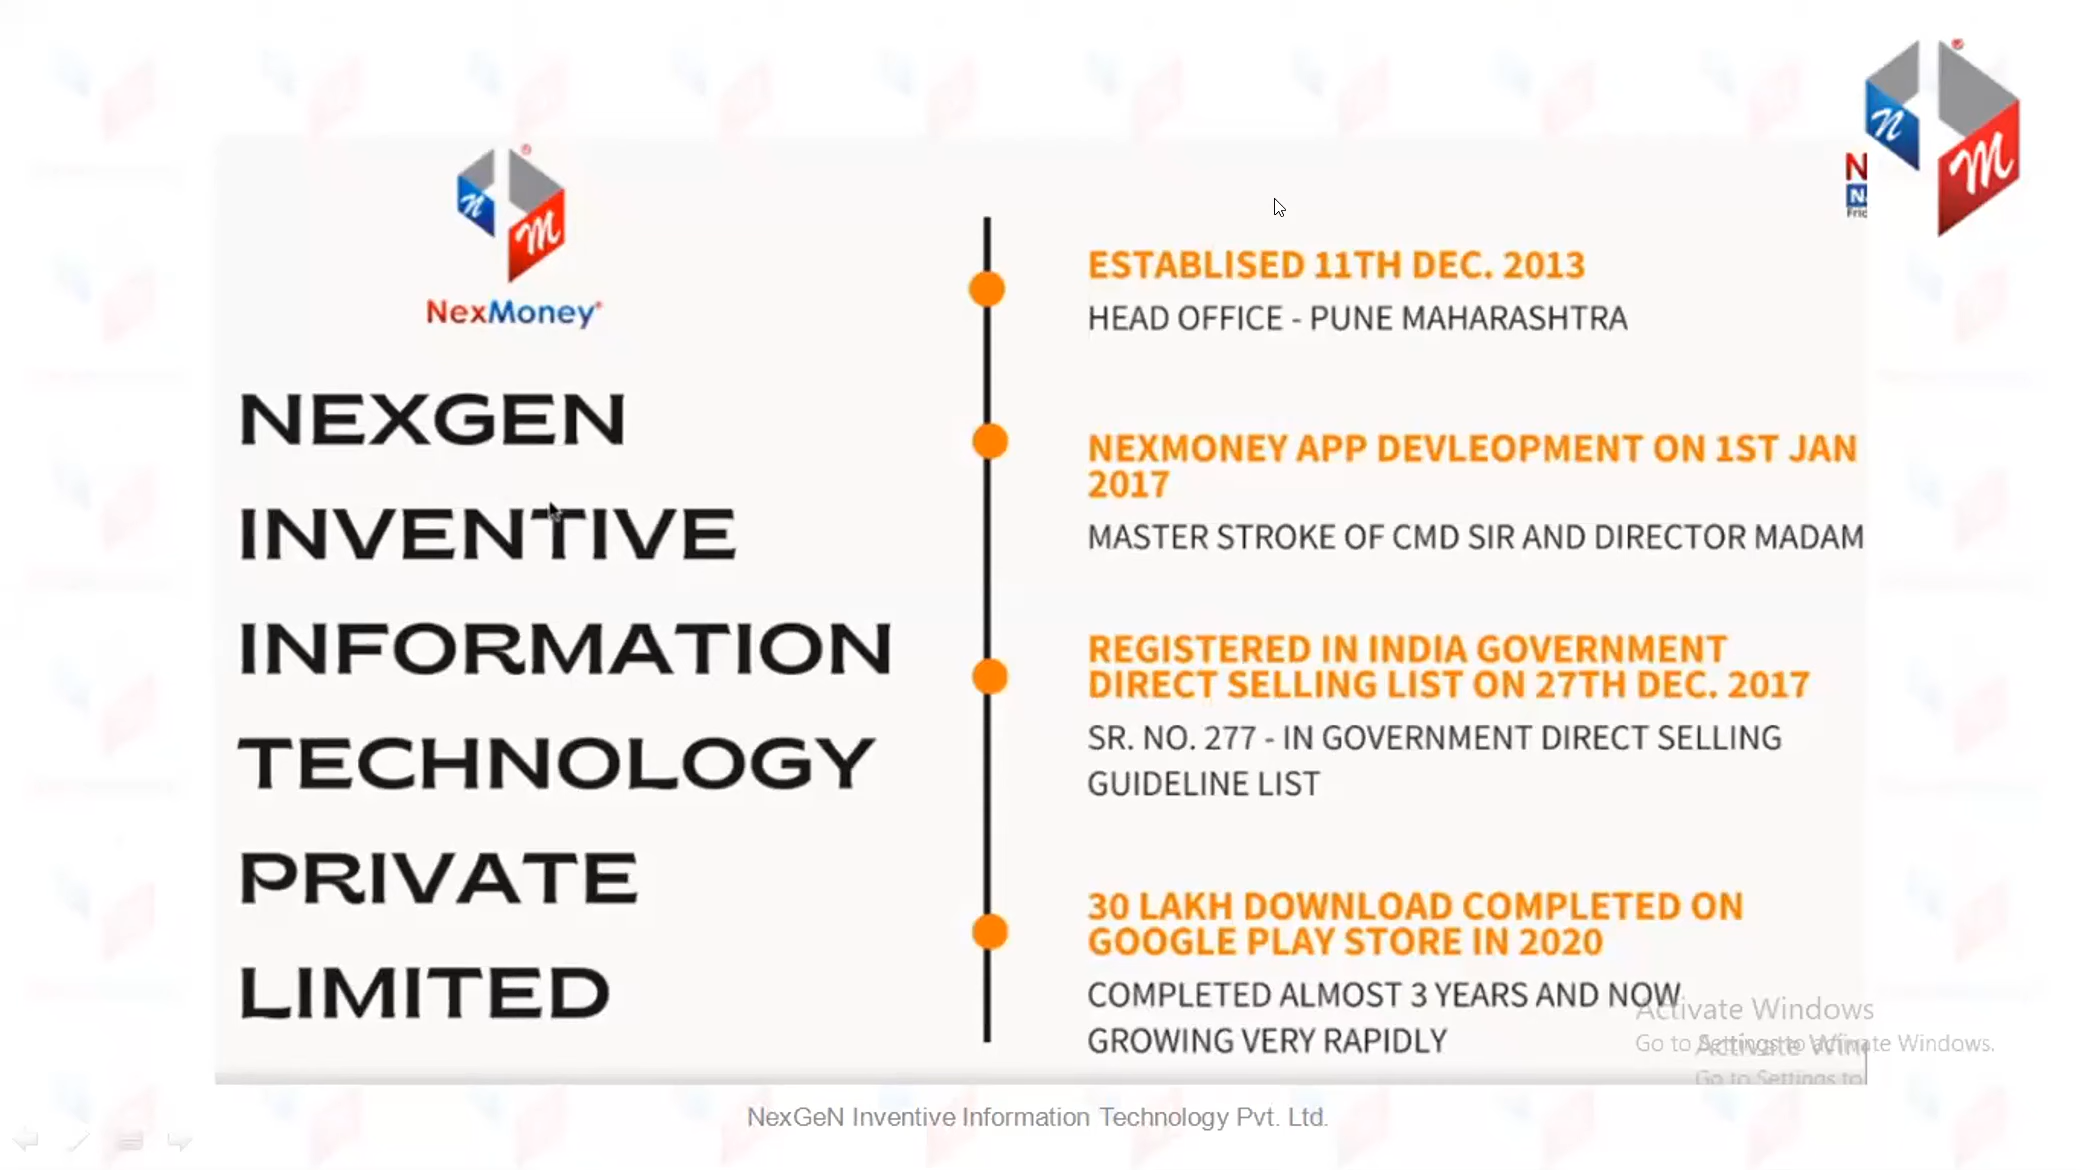 NexMoney
NEXGEN
INVENTIVE
INFORMATION
TECHNOLOGY
PRIVATE
LIMITED
ESTABLISED 11TH DEC. 2013
HEAD OFFICE - PUNE MAHARASHTRA
NEXMONEY APP DEVLEOPMENT ON 1ST JAN
2017
MASTER STROKE OF CMD SIR AND DIRECTOR MADAM
REGISTERED IN INDIA GOVERNMENT
DIRECT SELLING LIST ON 27TH DEC. 2017
SR. NO. 277 - IN GOVERNMENT DIRECT SELLING
GUIDELINE LIST
30 LAKH DOWNLOAD COMPLETED ON
GOOGLE PLAY STORE IN 2020
COMPLETED ALMOST 3 YEARS AND NOW
GROWING VERY RAPIDLY
Activate Windows
Go to Settings to activate Windows.
Go to Settings to
NexGeN Inventive Information Technology Pvt. Ltd.